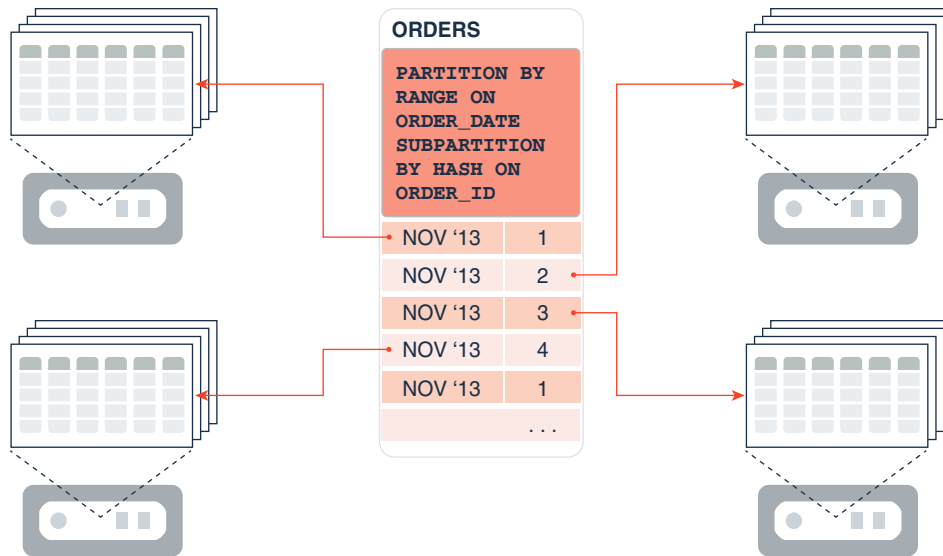 ORDERS
PARTITION BY
RANGE ON
ORDER_DATE
SUBPARTITION
BY HASH ON
ORDER_ID
NOV ‘13 1
NOV ‘13 2
NOV ‘13 3
NOV ‘13 4
NOV ‘13 1
. . .